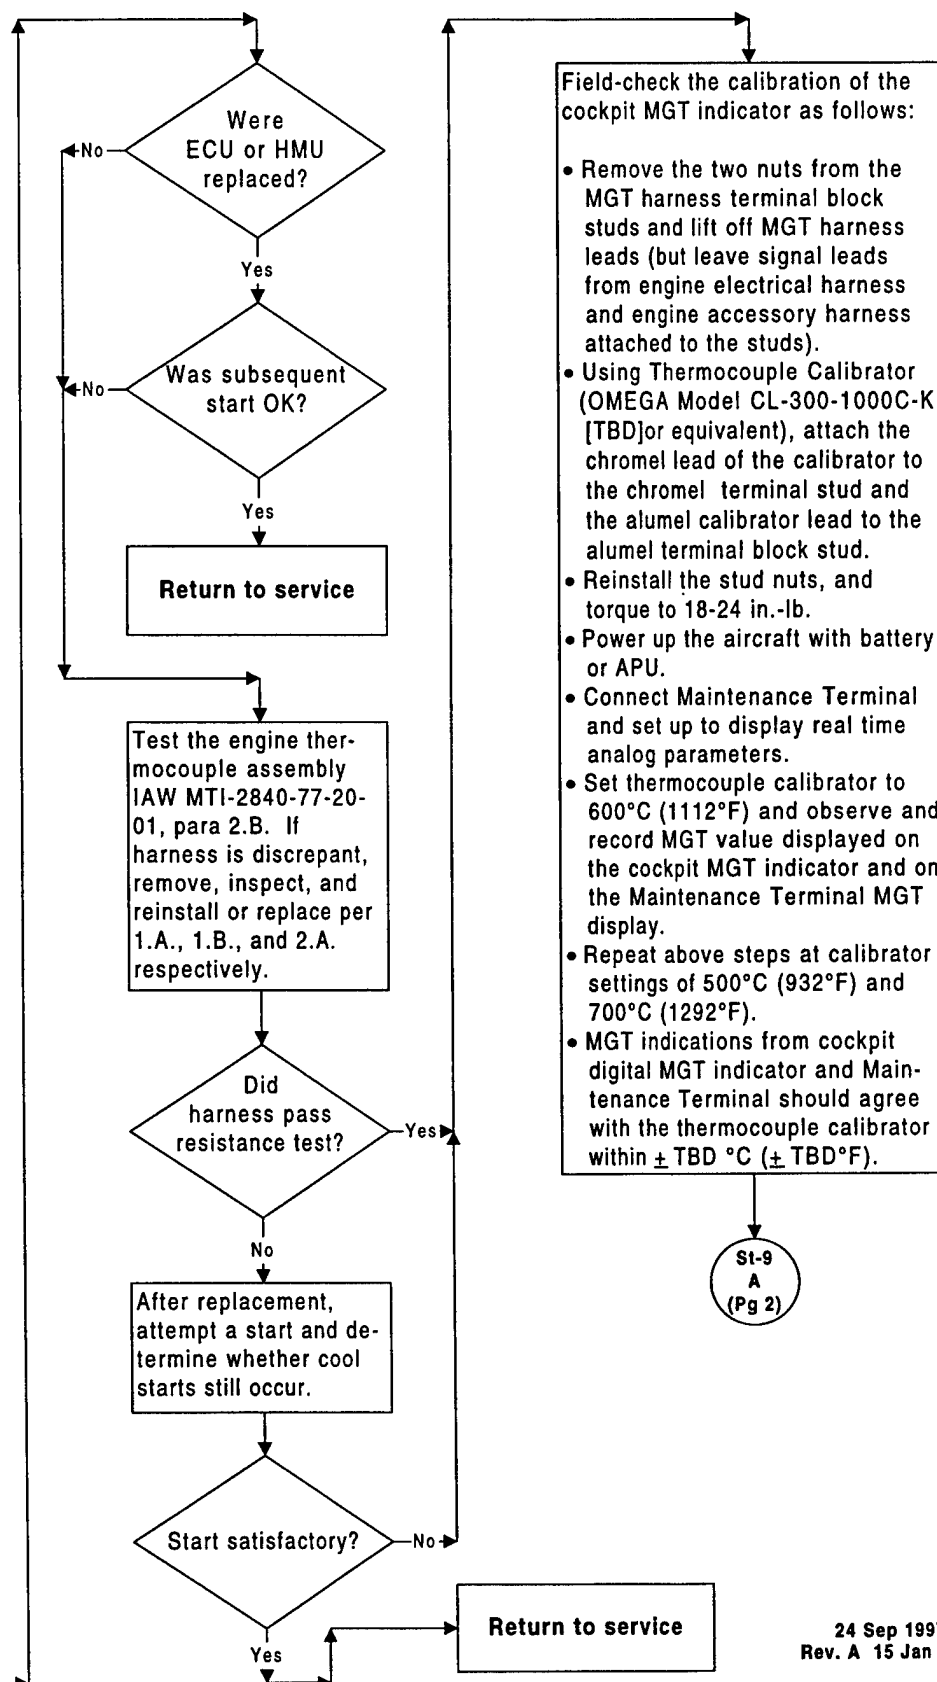 Were
ECU or HMU
replaced?
No
Yes
Was subsequent
start OK?
No
Yes
Return to service
Test the engine ther-
mocouple assembly
IAW MTI-2840-77-20-
01, para 2.B. If
harness is discrepant,
remove, inspect, and
reinstall or replace per
1.A., 1.B., and 2.A.
respectively.
Did
harness pass
resistance test?
Yes
No
After replacement,
attempt a start and de-
termine whether cool
starts still occur.
Start satisfactory?
No
Yes
Return to service
Field-check the calibration of the
cockpit MGT indicator as follows:
• Remove the two nuts from the
MGT harness terminal block
studs and lift off MGT harness
leads (but leave signal leads
from engine electrical harness
and engine accessory harness
attached to the studs).
• Using Thermocouple Calibrator
(OMEGA Model CL-300-1000C-K
[TBD]or equivalent), attach the
chromel lead of the calibrator to
the chromel terminal stud and
the alumel calibrator lead to the
alumel terminal block stud.
• Reinstall the stud nuts, and
torque to 18-24 in.-lb.
• Power up the aircraft with battery
or APU.
• Connect Maintenance Terminal
and set up to display real time
analog parameters.
• Set thermocouple calibrator to
600°C (1112°F) and observe and
record MGT value displayed on
the cockpit MGT indicator and on
the Maintenance Terminal MGT
display.
• Repeat above steps at calibrator
settings of 500°C (932°F) and
700°C (1292°F).
• MGT indications from cockpit
digital MGT indicator and Main-
tenance Terminal should agree
with the thermocouple calibrator
within ± TBD °C (± TBD°F).
St-9
A
(Pg 2)
24 Sep 199
Rev. A 15 Jan